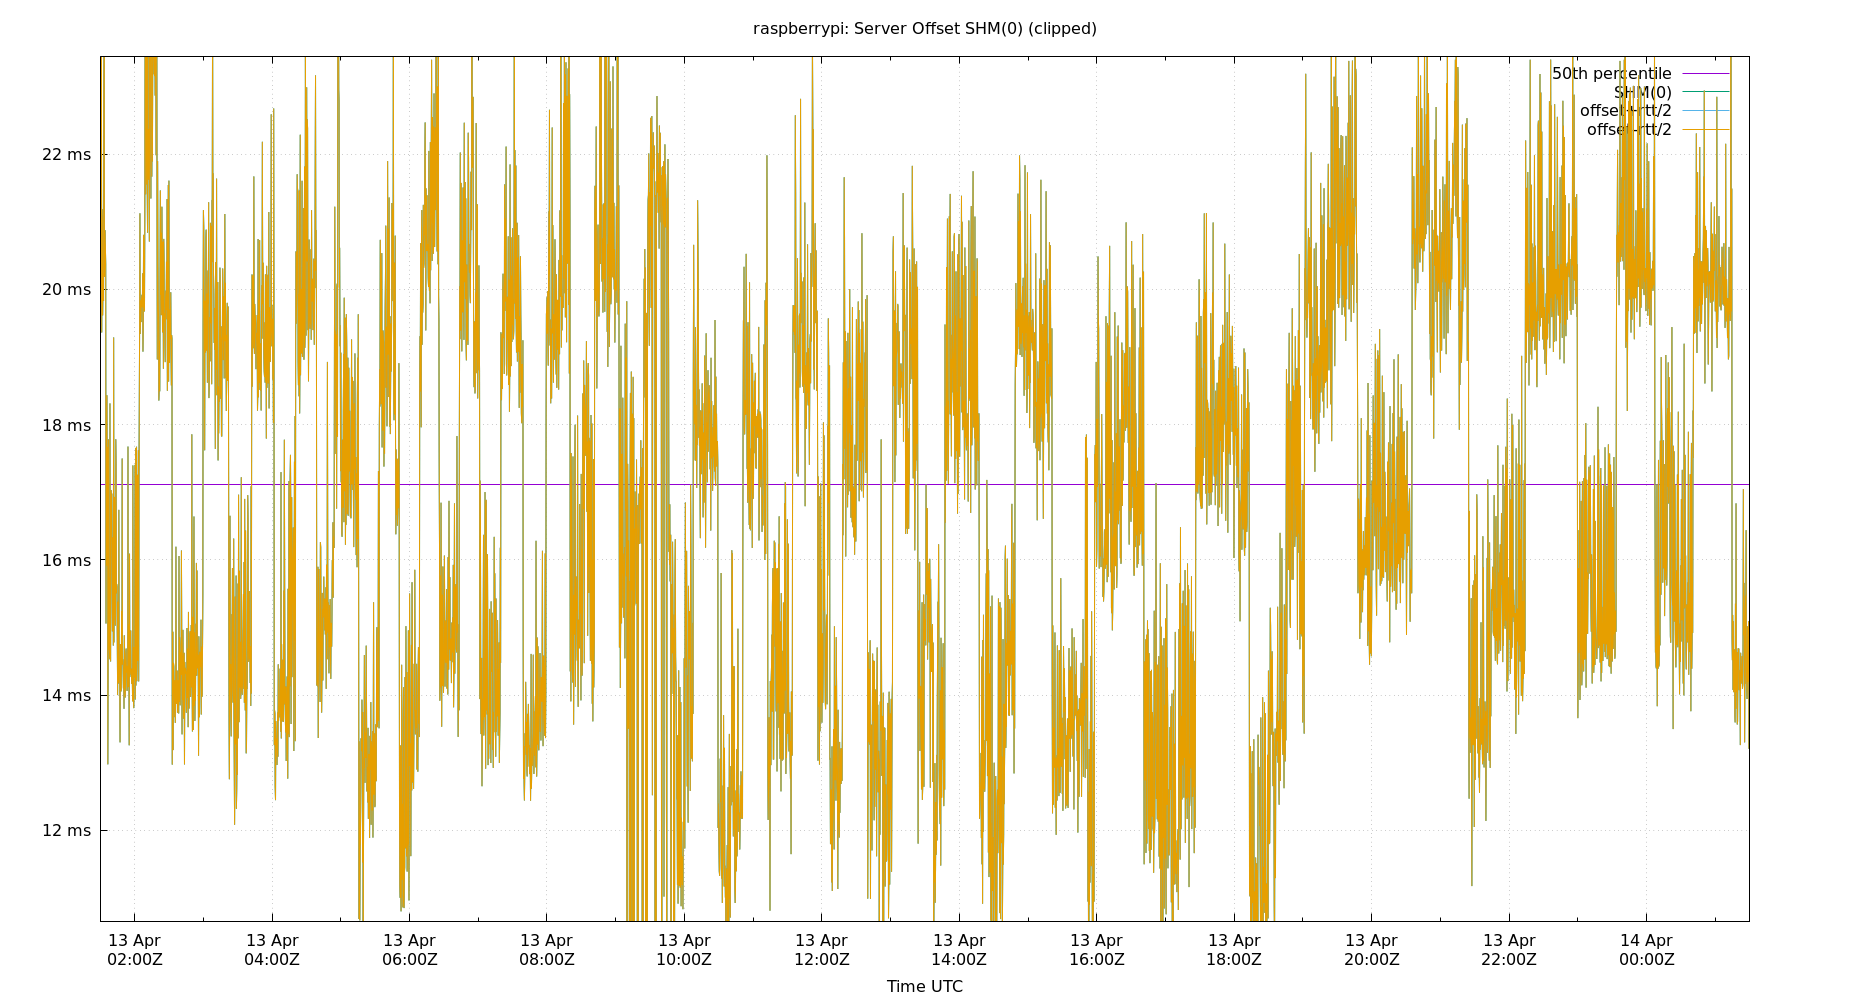 raspberrypi: Server Offset SHM(0) (clipped)
50th percentile
SHM(0)
offset+rtt/2
offset-rtt/2
22 ms
20 ms
18 ms
16 ms
14 ms
12 ms
13 Apr 13 Apr 13 Apr 13 Apr 13 Apr 13 Apr 13 Apr 13 Apr 13 Apr 13 Apr 13 Apr 14 Apr
02:00Z 04:00Z 06:00Z 08:00Z 10:00Z 12:00Z 14:00Z 16:00Z 18:00Z 20:00Z 22:00Z 00:00Z
Time UTC